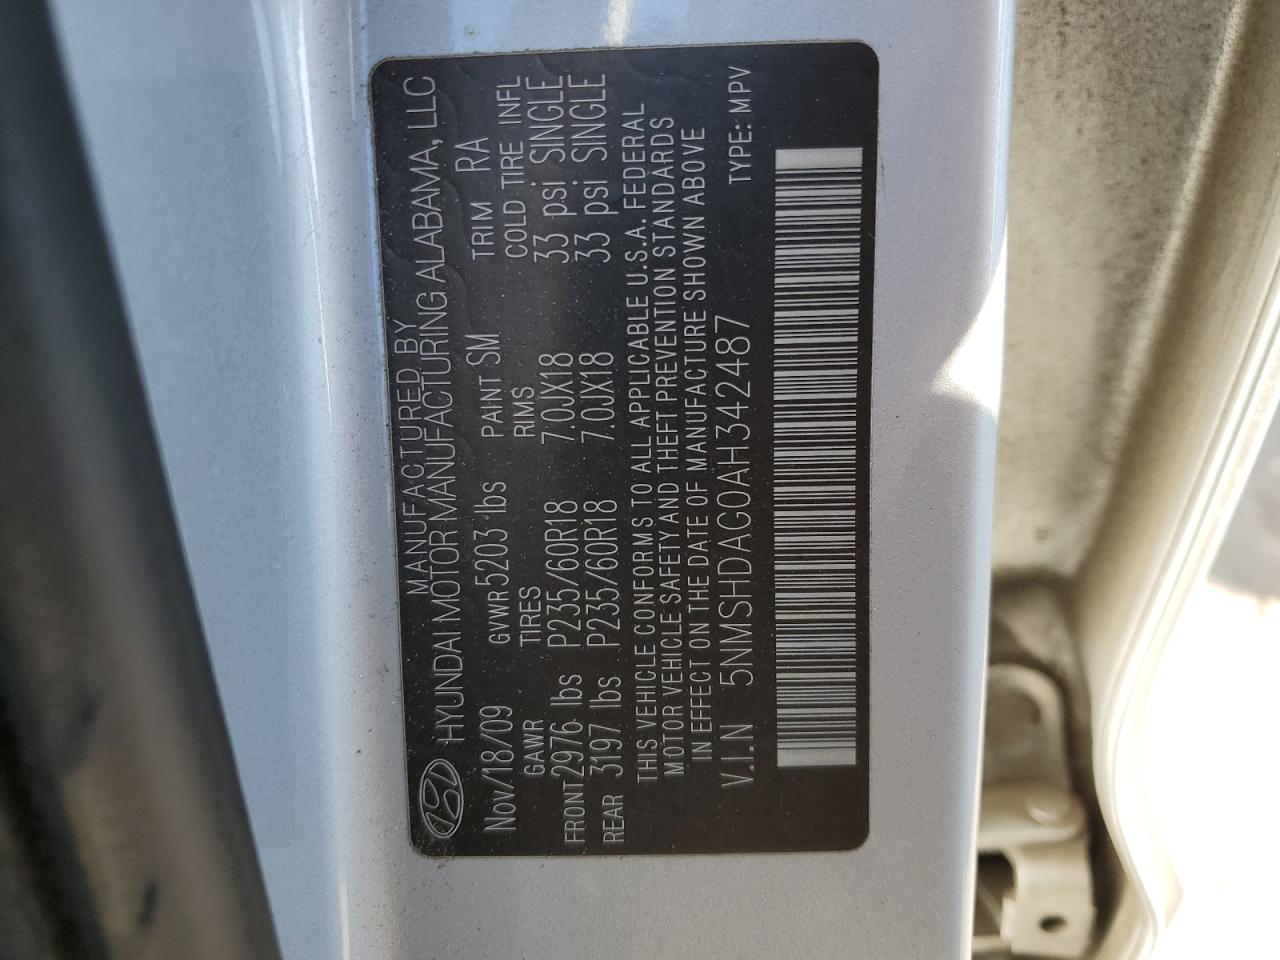 MANUFACTURED BY
HYUNDAI MOTOR MANUFACTURING ALABAMA, LLC
Nov/18/09 GVWR 5203 lbs PAINT SM TRIM RA
GAWR TIRES RIMS COLD TIRE INFL
FRONT 2976 lbs P235/60R18 7.0JX18 33 psi SINGLE
REAR 3197 lbs P235/60R18 7.0JX18 33 psi SINGLE
THIS VEHICLE CONFORMS TO ALL APPLICABLE U.S.A. FEDERAL
MOTOR VEHICLE SAFETY AND THEFT PREVENTION STANDARDS
IN EFFECT ON THE DATE OF MANUFACTURE SHOWN ABOVE
V.I.N 5NMSHDAG0AH342487 TYPE: MPV